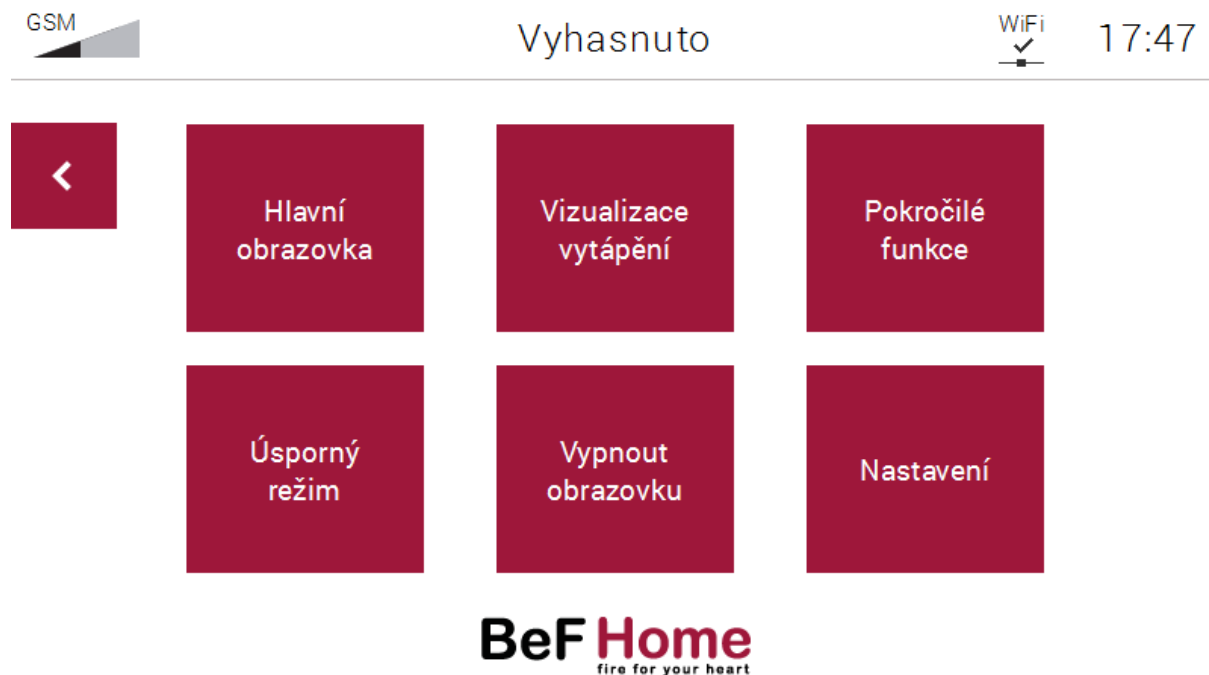 GSM
Vyhasnuto
WiFi
17:47
Hlavní
obrazovka
Vizualizace
vytápění
Pokročilé
funkce
Úsporný
režim
Vypnout
obrazovku
Nastavení
BeF Home
fire for your heart